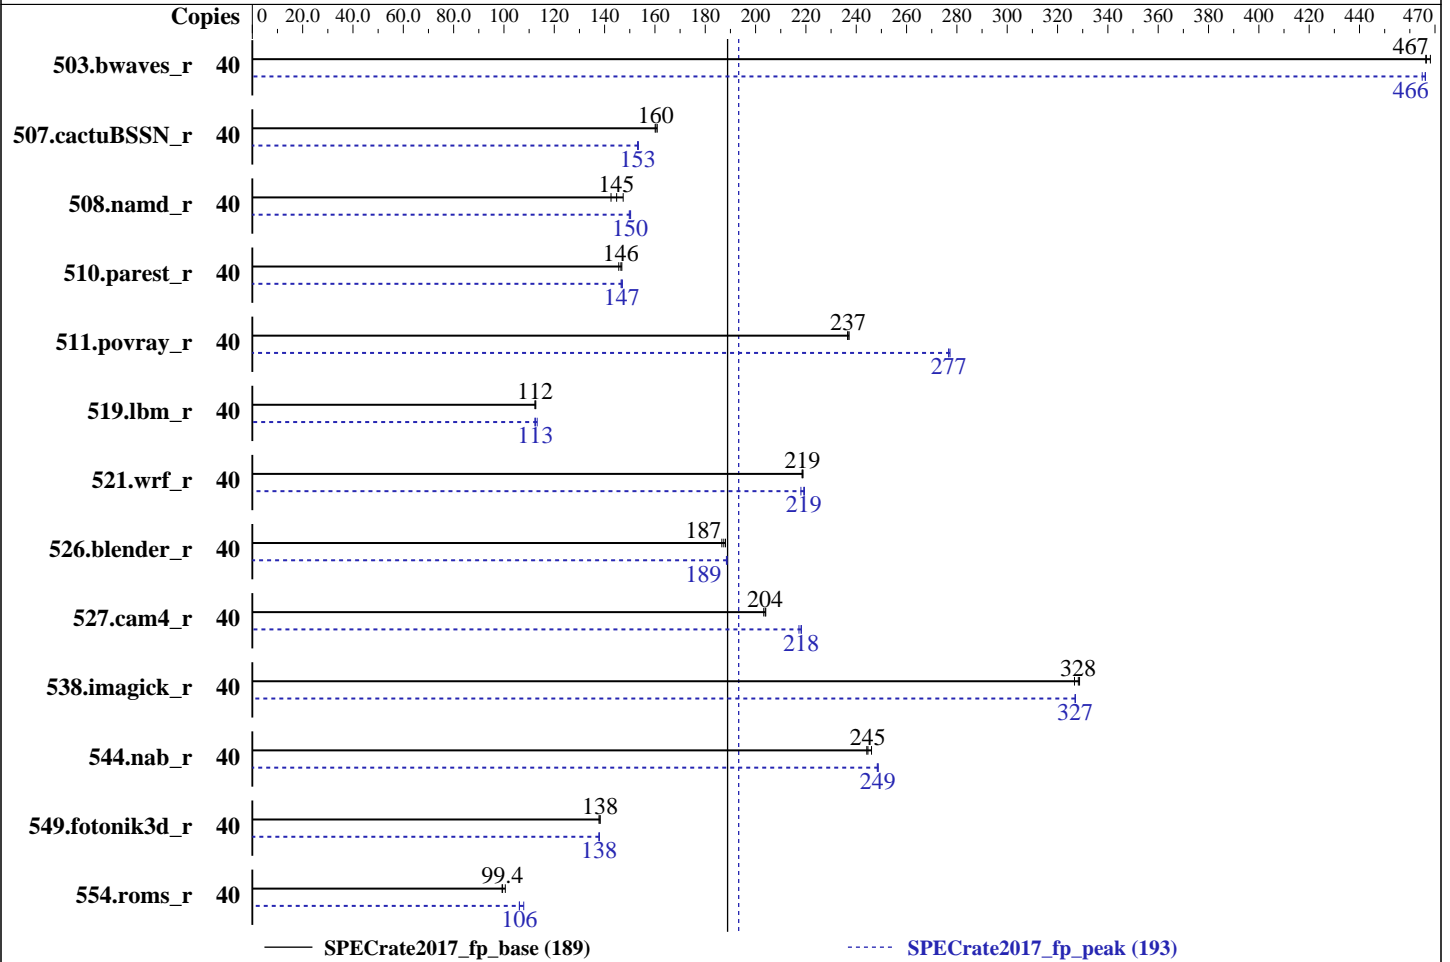 Copies 0 20.0 40.0 60.0 80.0 100 120 140 160 200 220 240 260 280 300 320 340 360 380 400 420 440 470
467
503.bwaves_r 40
466
160
507.cactuBSSN_r 40
153
145
508.namd_r 40
150
146
510.parest_r 40
147
237
511.povray_r 40
277
112
519.lbm_r 40
113
219
521.wrf_r 40
219
187
526.blender_r 40
189
204
527.cam4_r 40
218
328
538.imagick_r 40
327
245
544.nab_r 40
249
138
549.fotonik3d_r 40
138
99.4
554.roms_r 40
106
SPECrate2017_fp_base (189) SPECrate2017_fp_peak (193)